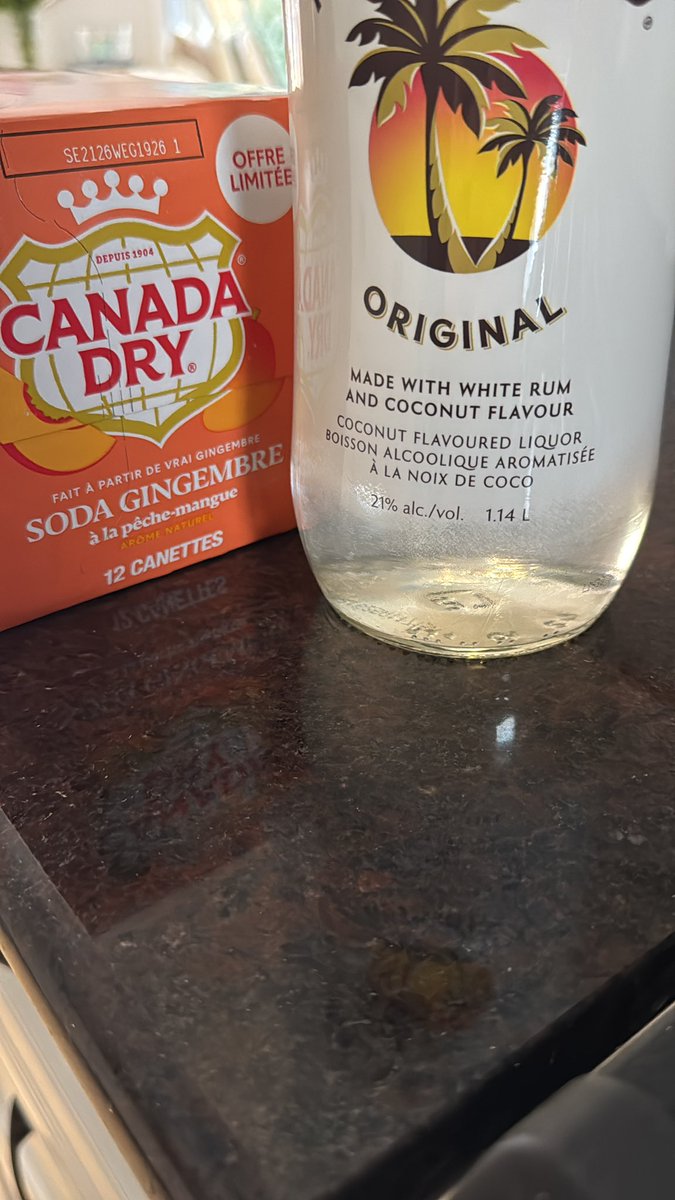 SE2126WEG1926 1
OFFRE
LIMITÉE
DEPUIS 1904
CANADA
DRY
FAIT À PARTIR DE VRAI GINGEMBRE
SODA GINGEMBRE
à la pêche-mangue
ARÔME NATUREL
12 CANETTES
ORIGINAL
MADE WITH WHITE RUM
AND COCONUT FLAVOUR
COCONUT FLAVOURED LIQUOR
BOISSON ALCOOLIQUE AROMATISÉE
À LA NOIX DE COCO
21% alc./vol. 1.14 L